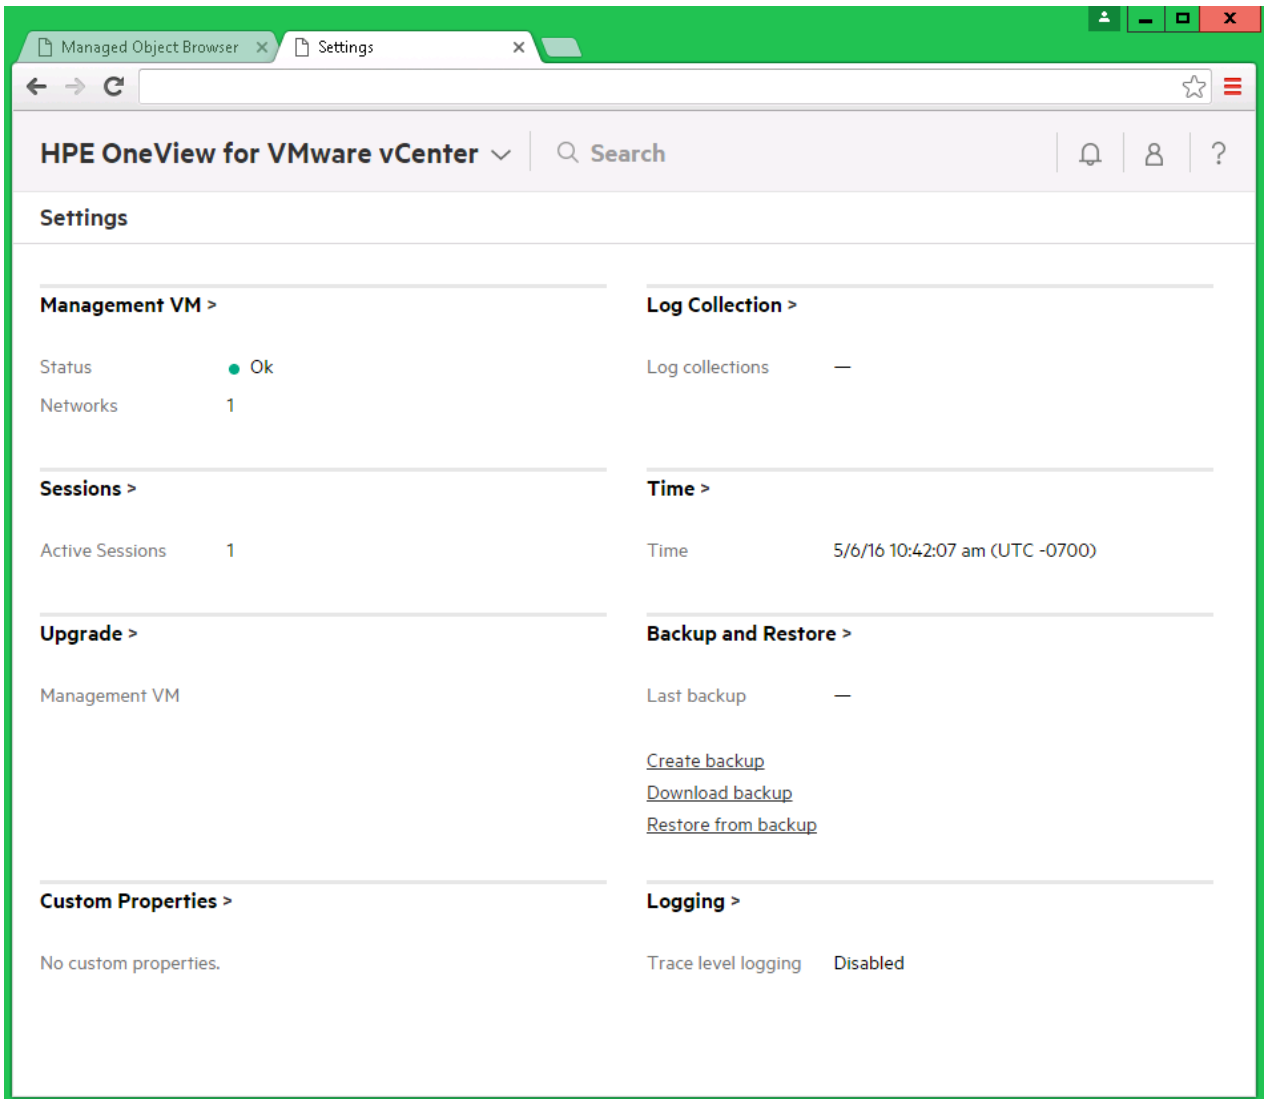 Managed Object Browser
Settings
HPE OneView for VMware vCenter
Search
?
Settings
Management VM >
Status
Ok
Networks
1
Log Collection >
Log collections
—
Sessions >
Active Sessions
1
Time >
Time
5/6/16 10:42:07 am (UTC -0700)
Upgrade >
Management VM
Backup and Restore >
Last backup
—
Create backup
Download backup
Restore from backup
Custom Properties >
No custom properties.
Logging >
Trace level logging
Disabled